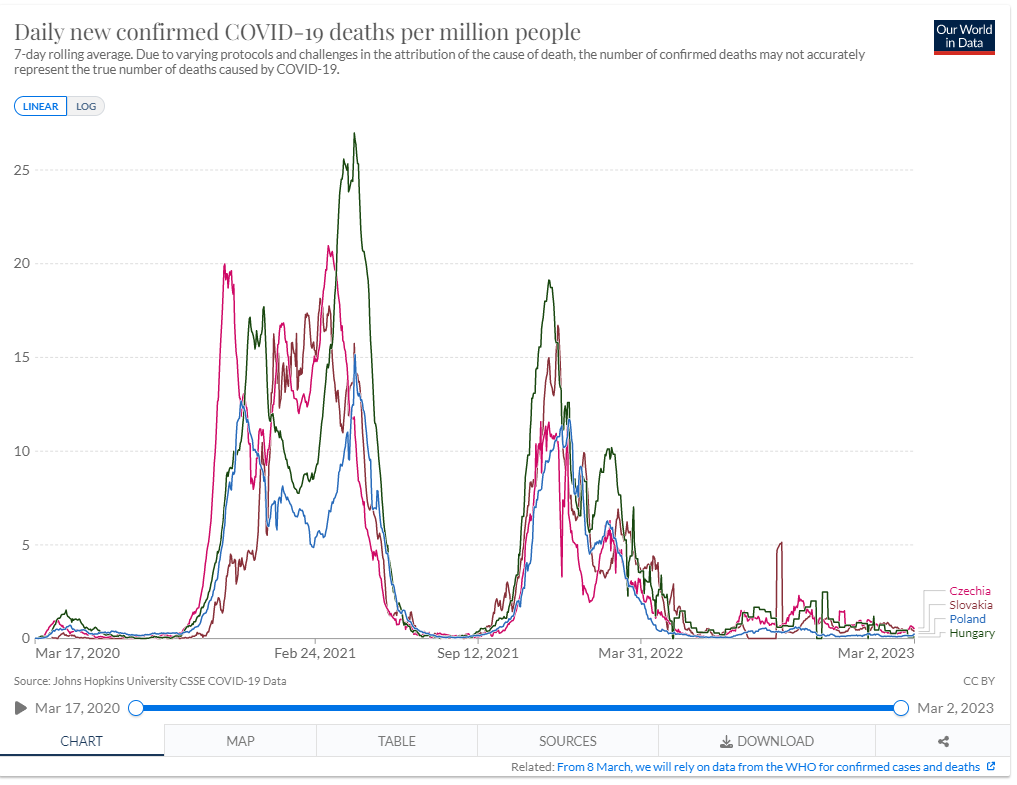 Daily new confirmed COVID-19 deaths per million people
Our World
in Data
7-day rolling average. Due to varying protocols and challenges in the attribution of the cause of death, the number of confirmed deaths may not accurately
represent the true number of deaths caused by COVID-19.
LINEAR LOG
25
20
15
10
5
0
Czechia
Slovakia
Poland
Hungary
Mar 17, 2020 Feb 24, 2021 Sep 12, 2021 Mar 31, 2022 Mar 2, 2023
Source: Johns Hopkins University CSSE COVID-19 Data CC BY
Mar 17, 2020 Mar 2, 2023
CHART MAP TABLE SOURCES DOWNLOAD
Related: From 8 March, we will rely on data from the WHO for confirmed cases and deaths